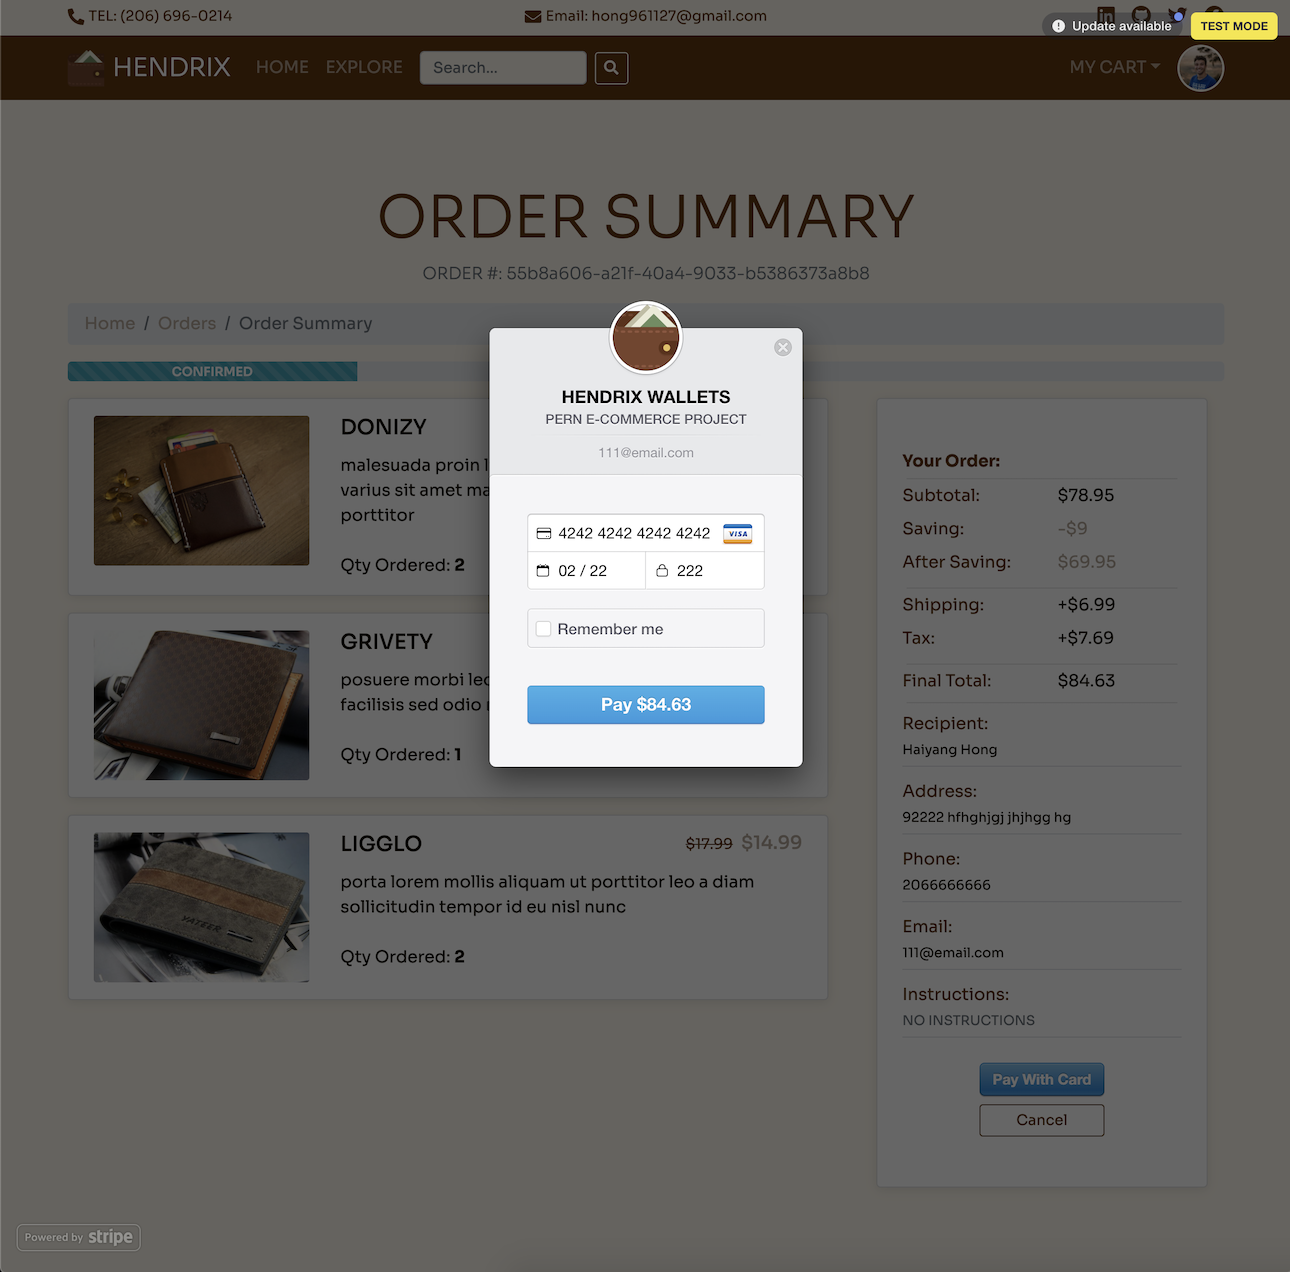 TEL: (206) 696-0214
Email: hong961127@gmail.com
Update available
TEST MODE
HENDRIX
HOME
EXPLORE
Search...
MY CART
ORDER SUMMARY
ORDER #: 55b8a606-a21f-40a4-9033-b5386373a8b8
Home / Orders / Order Summary
CONFIRMED
HENDRIX WALLETS
PERN E-COMMERCE PROJECT
111@email.com
4242 4242 4242 4242 VISA
02 / 22
222
Remember me
Pay $84.63
DONIZY
malesuada proin
varius sit amet
porttitor
Qty Ordered: 2
GRIVETY
posuere morbi
facilisis sed odio
Qty Ordered: 1
LIGGLO
$17.99 $14.99
porta lorem mollis aliquam ut porttitor leo a diam
sollicitudin tempor id eu nisl nunc
Qty Ordered: 2
YATEER
Your Order:
Subtotal: $78.95
Saving: -$9
After Saving: $69.95
Shipping: +$6.99
Tax: +$7.69
Final Total: $84.63
Recipient:
Haiyang Hong
Address:
92222 hfhghjgj jhjhgg hg
Phone:
2066666666
Email:
111@email.com
Instructions:
NO INSTRUCTIONS
Pay With Card
Cancel
Powered by stripe